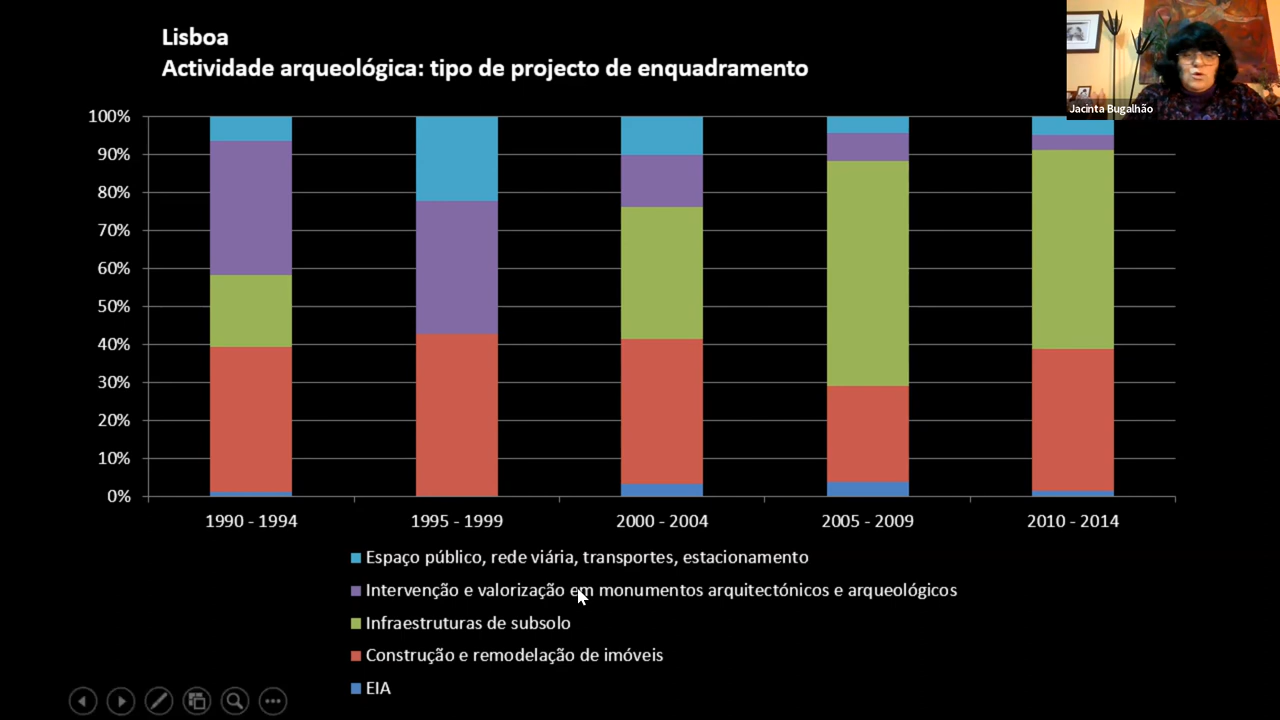 Lisboa
Actividade arqueológica: tipo de projecto de enquadramento
Jacinta Bugalhão
100%
90%
80%
70%
60%
50%
40%
30%
20%
10%
0%
1990 - 1994
1995 - 1999
2000 - 2004
2005 - 2009
2010 - 2014
Espaço público, rede viária, transportes, estacionamento
Intervenção e valorização em monumentos arquitectónicos e arqueológicos
Infraestruturas de subsolo
Construção e remodelação de imóveis
EIA